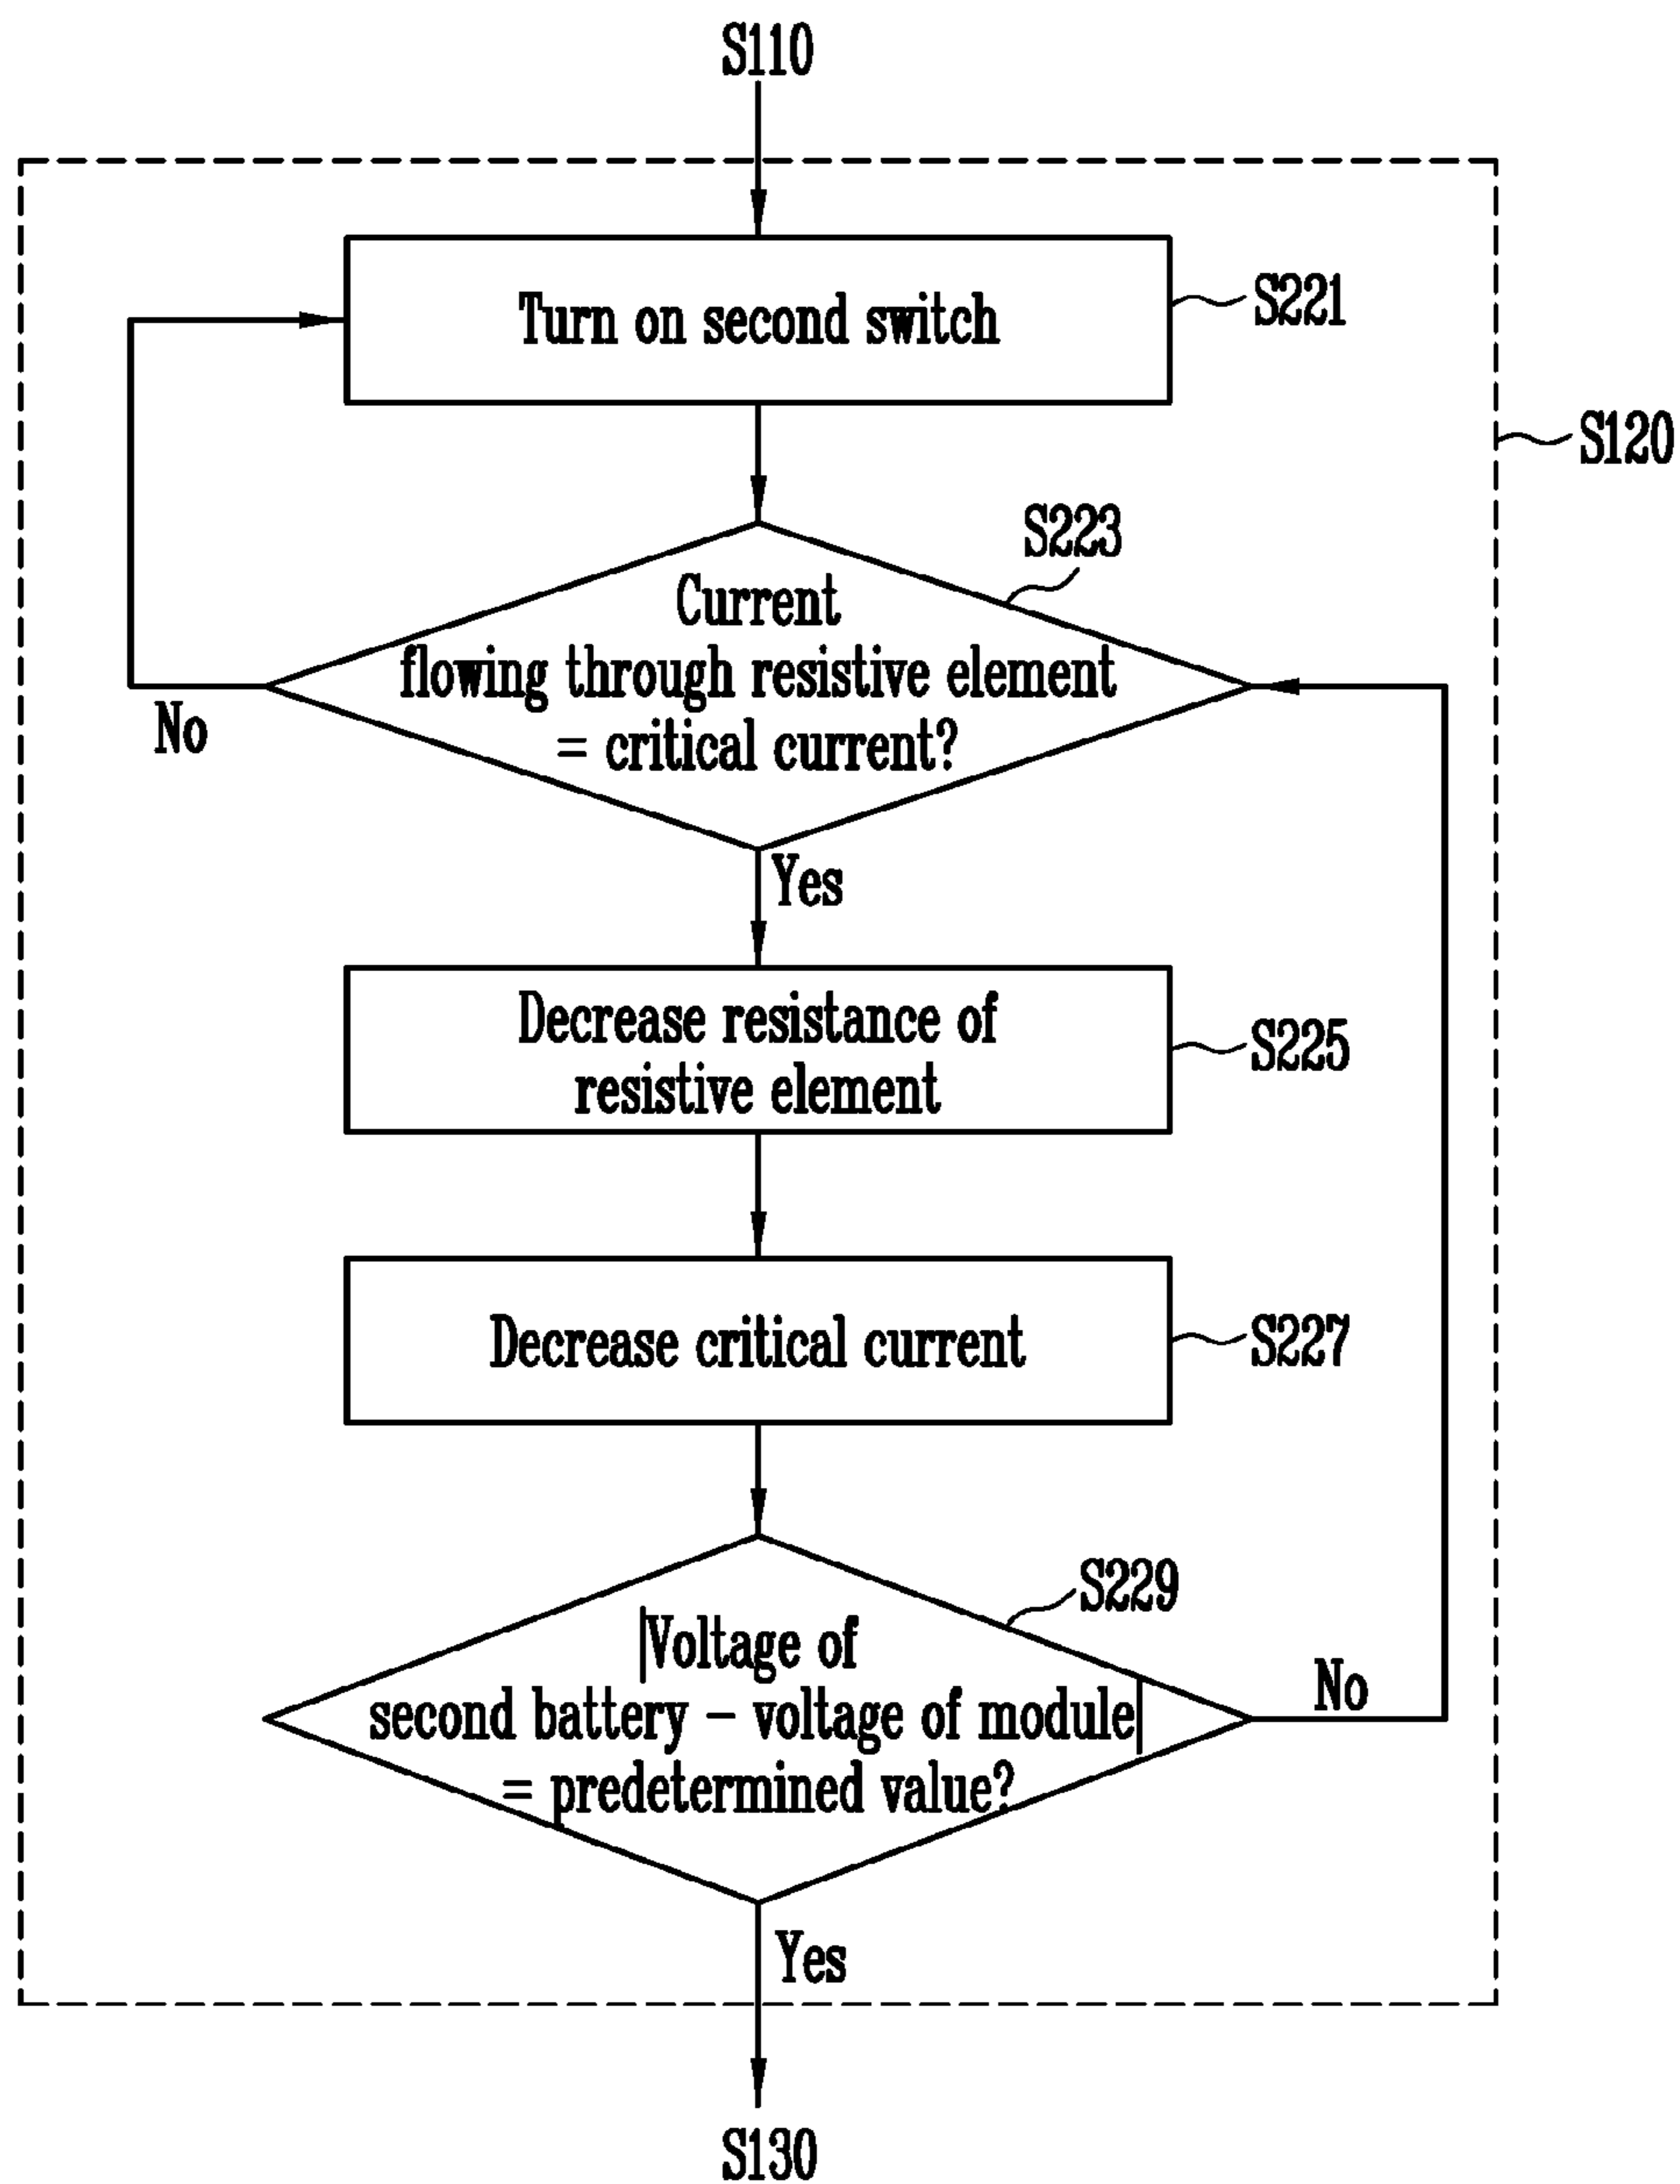 S110
Turn on second switch
S221
S120
S223
Current
flowing through resistive element
= critical current?
No
Yes
Decrease resistance of
resistive element
S225
Decrease critical current
S227
S229
|Voltage of
second battery – voltage of module|
= predetermined value?
No
Yes
S130